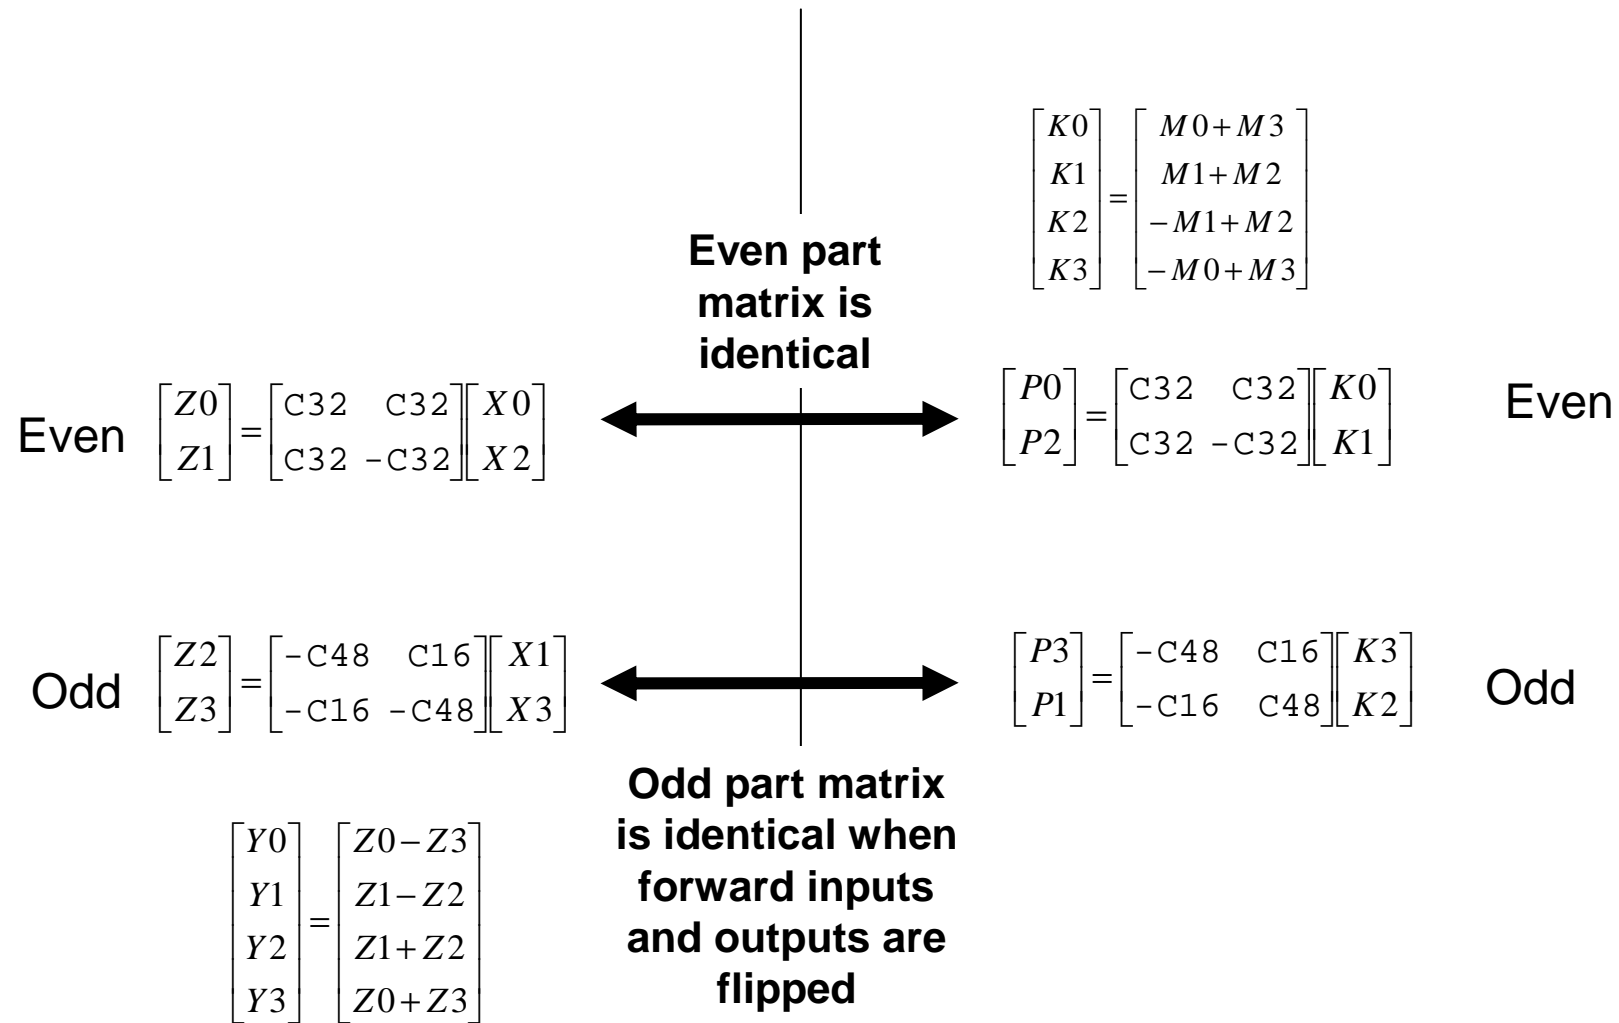 [K0] [M0+M3]
[K1] = [M1+M2]
[K2] [−M1+M2]
[K3] [−M0+M3]
Even part
matrix is
identical
Even [Z0] = [C32 C32] [X0]
[Z1] [C32 -C32] [X2]
[P0] = [C32 C32] [K0] Even
[P2] [C32 -C32] [K1]
Odd [Z2] = [-C48 C16] [X1]
[Z3] [-C16 -C48] [X3]
[P3] = [-C48 C16] [K3] Odd
[P1] [-C16 C48] [K2]
Odd part matrix
is identical when
forward inputs
and outputs are
flipped
[Y0] [Z0−Z3]
[Y1] = [Z1−Z2]
[Y2] [Z1+Z2]
[Y3] [Z0+Z3]